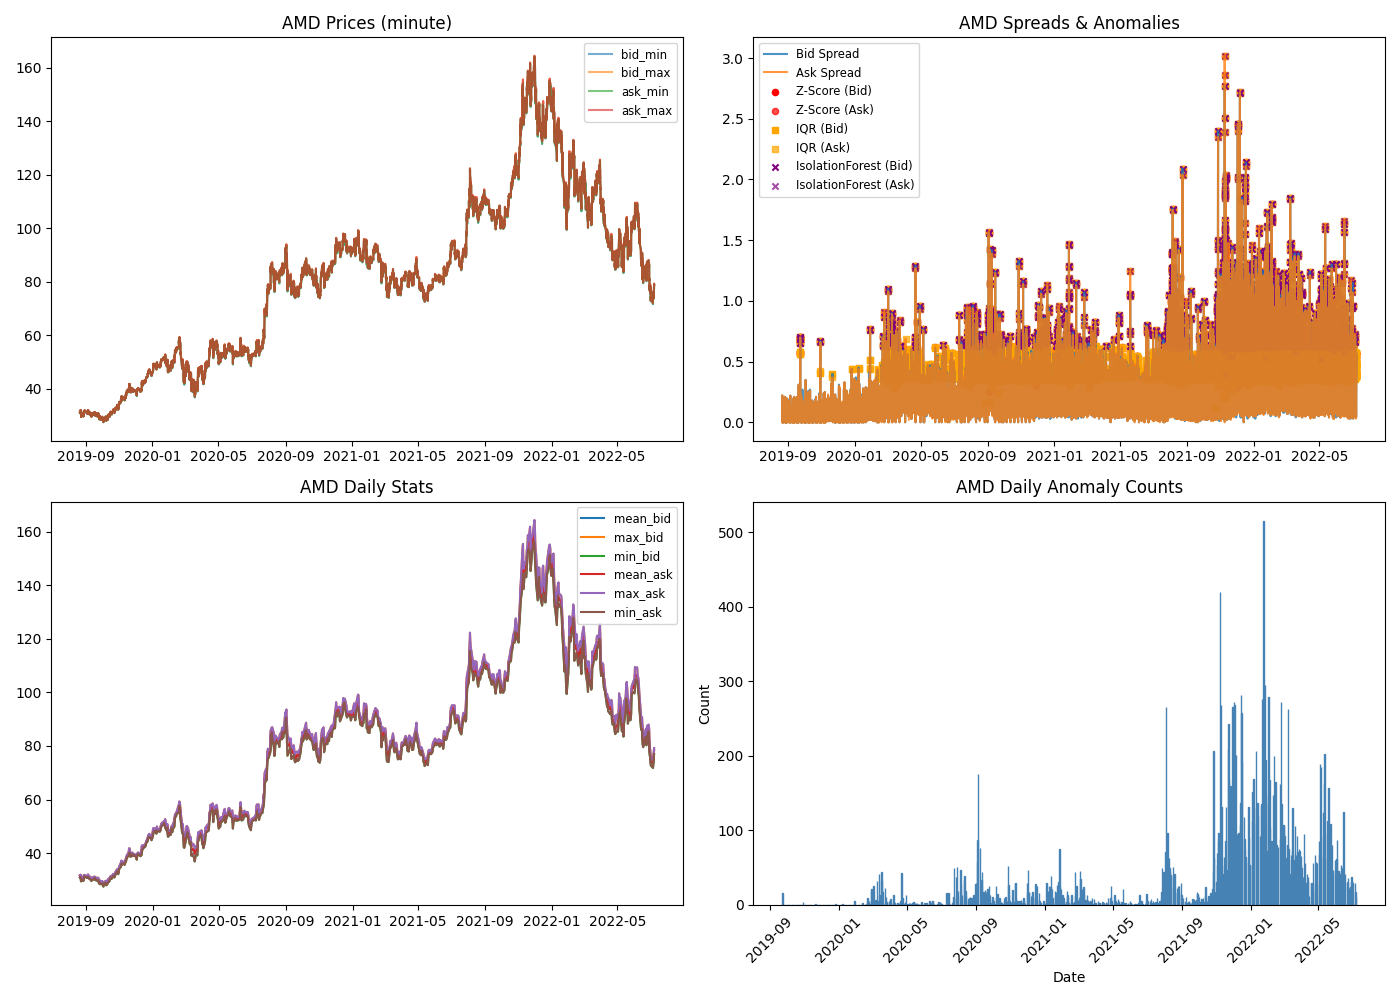 AMD Prices (minute)
160
140
120
100
80
60
40
2019-09 2020-01 2020-05 2020-09 2021-01 2021-05 2021-09 2022-01 2022-05
bid_min
bid_max
ask_min
ask_max
AMD Spreads & Anomalies
3.0
2.5
2.0
1.5
1.0
0.5
0.0
2019-09 2020-01 2020-05 2020-09 2021-01 2021-05 2021-09 2022-01 2022-05
Bid Spread
Ask Spread
Z-Score (Bid)
Z-Score (Ask)
IQR (Bid)
IQR (Ask)
IsolationForest (Bid)
IsolationForest (Ask)
AMD Daily Stats
160
140
120
100
80
60
40
2019-09 2020-01 2020-05 2020-09 2021-01 2021-05 2021-09 2022-01 2022-05
mean_bid
max_bid
min_bid
mean_ask
max_ask
min_ask
AMD Daily Anomaly Counts
Count
500
400
300
200
100
0
2019-09 2020-01 2020-05 2020-09 2021-01 2021-05 2021-09 2022-01 2022-05
Date